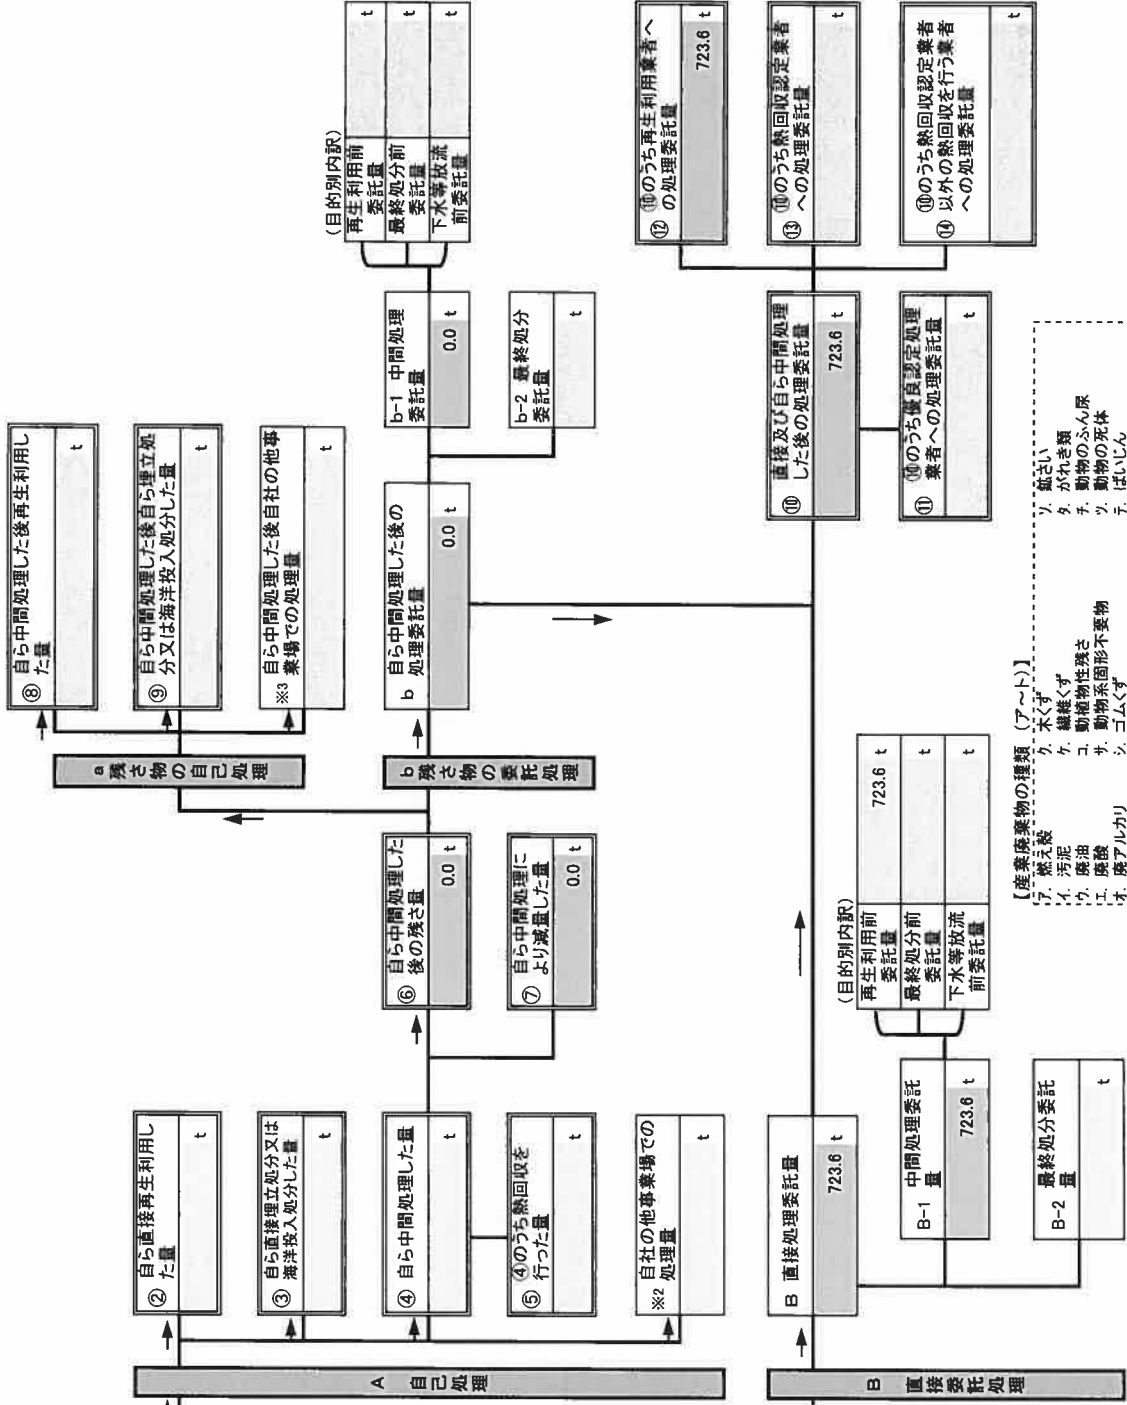 A 自己処理
② 自ら直接再生利用し
た量
t
③ 自ら直接埋立処分又は
海洋投入処分した量
t
④ 自ら中間処理した量
t
⑤ ④のうち熱回収を
行った量
t
※2 自社の他事業場での
処理量
t
⑥ 自ら中間処理した
後の残さ量
0.0 t
⑦ 自ら中間処理に
より減量した量
0.0 t
a 残さ物の自己処理
⑧ 自ら中間処理した後再生利用し
た量
t
⑨ 自ら中間処理した後自ら埋立処
分又は海洋投入処分した量
t
※3 自ら中間処理した後自社の他事
業場での処理量
t
b 残さ物の委託処理
b 自ら中間処理した後の
処理委託量
0.0 t
b-1 中間処理
委託量
0.0 t
b-2 最終処分
委託量
t
(目的別内訳)
再生利用前
委託量
t
最終処分前
委託量
t
下水等放流
前委託量
t
B 直接委託処理
B 直接処理委託量
723.6 t
B-1 中間処理委託
量
723.6 t
B-2 最終処分委託
量
t
(目的別内訳)
再生利用前
委託量
723.6 t
最終処分前
委託量
t
下水等放流
前委託量
t
⑩ 直接及び自ら中間処理
した後の処理委託量
723.6 t
⑪ ⑩のうち優良認定処理
業者への処理委託量
t
⑫ ⑩のうち再生利用業者へ
の処理委託量
723.6 t
⑬ ⑩のうち熱回収認定業者
への処理委託量
t
⑭ ⑩のうち熱回収認定業者
以外の熱回収を行う業者
への処理委託量
t
【産業廃棄物の種類 (ア~ト)】
ア. 燃え殻 ク. 木くず ソ. 鉱さい
イ. 汚泥 ケ. 繊維くず タ. がれき類
ウ. 廃油 コ. 動植物性残さ チ. 動物のふん尿
エ. 廃酸 サ. 動物系固形不要物 ツ. 動物の死体
オ. 廃アルカリ シ. ゴムくず テ. ばいじん